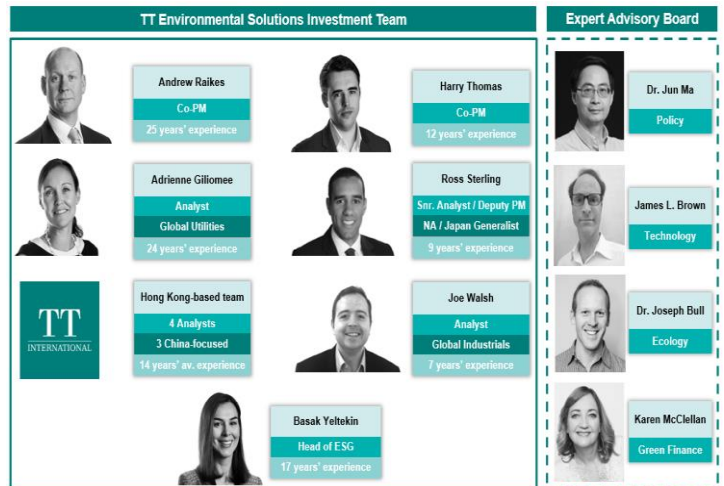 TT Environmental Solutions Investment Team
Andrew Raikes
Co-PM
25 years' experience
Harry Thomas
Co-PM
12 years' experience
Adrienne Giliomee
Analyst
Global Utilities
24 years' experience
Ross Sterling
Snr. Analyst / Deputy PM
NA / Japan Generalist
9 years' experience
TT
INTERNATIONAL
Hong Kong-based team
4 Analysts
3 China-focused
14 years' av. experience
Joe Walsh
Analyst
Global Industrials
7 years' experience
Basak Yeltekin
Head of ESG
17 years' experience
Expert Advisory Board
Dr. Jun Ma
Policy
James L. Brown
Technology
Dr. Joseph Bull
Ecology
Karen McClellan
Green Finance